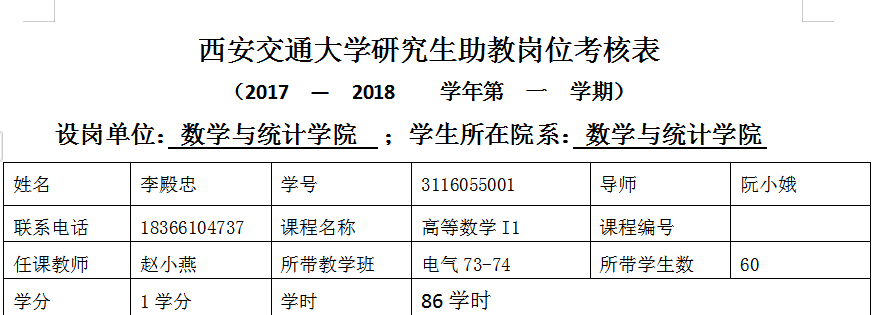 西安交通大学研究生助教岗位考核表
（2017 — 2018 学年第 一 学期）
设岗单位：数学与统计学院 ；学生所在院系：数学与统计学院
姓名 李殿忠 学号 3116055001 导师 阮小娥
联系电话 18366104737 课程名称 高等数学 I1 课程编号
任课教师 赵小燕 所带教学班 电气 73-74 所带学生数 60
学分 1 学分 学时 86 学时